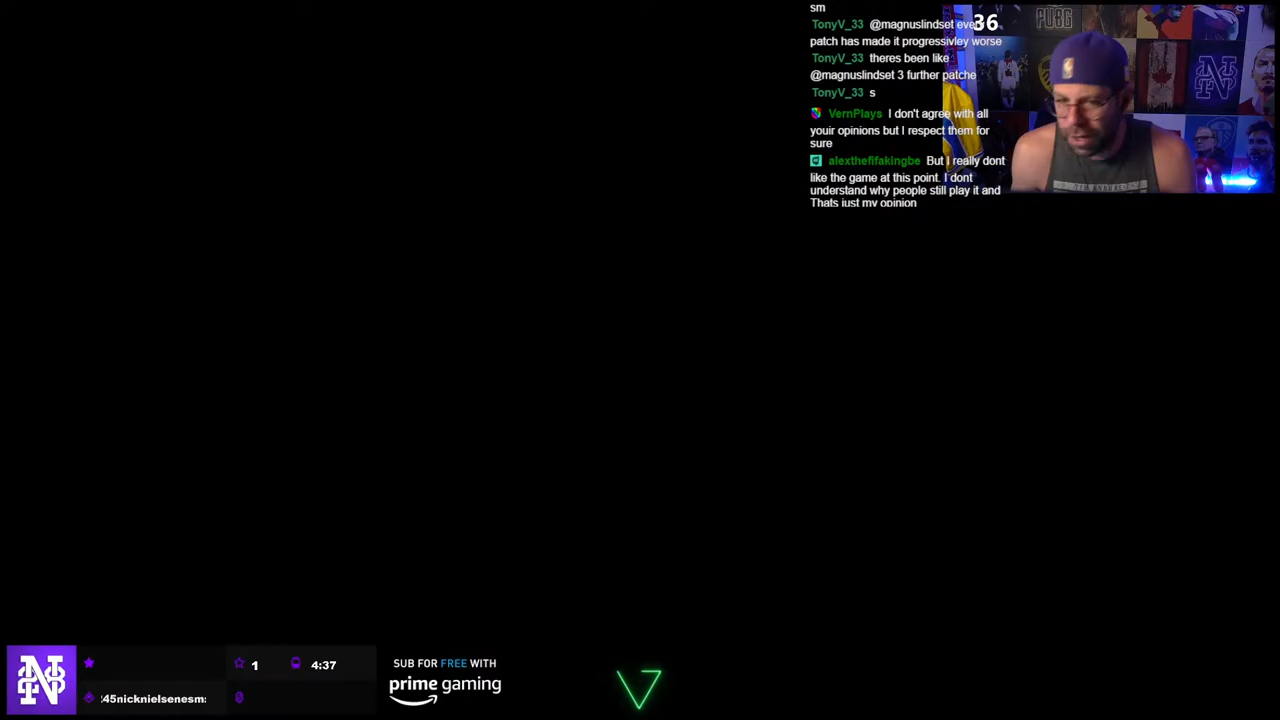 sm
TonyV_33 @magnuslindset every
patch has made it progressivley worse
TonyV_33 theres been like
@magnuslindset 3 further patche
TonyV_33 s
VernPlays I don't agree with all
youir opinions but I respect them for
sure
alexthefifakingbe But I really dont
like the game at this point. I dont
understand why people still play it and
Thats just my opinion
36
PUBG
1 4:37
SUB FOR FREE WITH
prime gaming